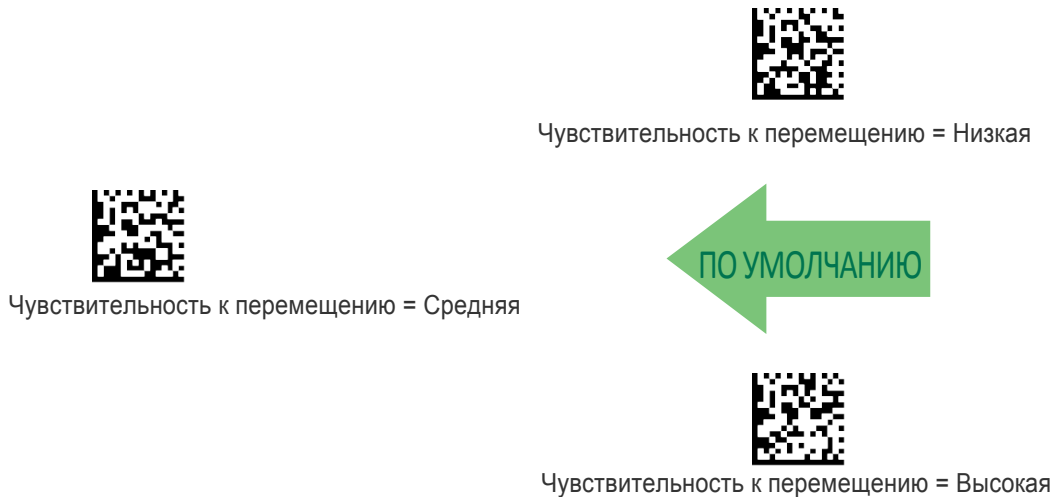 Чувствительность к перемещению = Низкая
ПО УМОЛЧАНИЮ
Чувствительность к перемещению = Средняя
Чувствительность к перемещению = Высокая